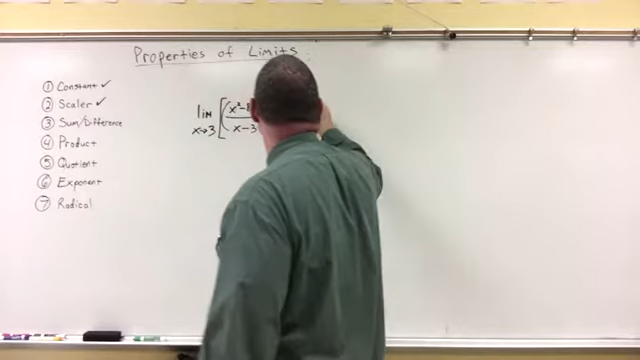 Properties of Limits :
① Constant ✓
② Scaler ✓
③ Sum/Difference
④ Product
⑤ Quotient
⑥ Exponent
⑦ Radical
lim [(x²-
x→3 x-3